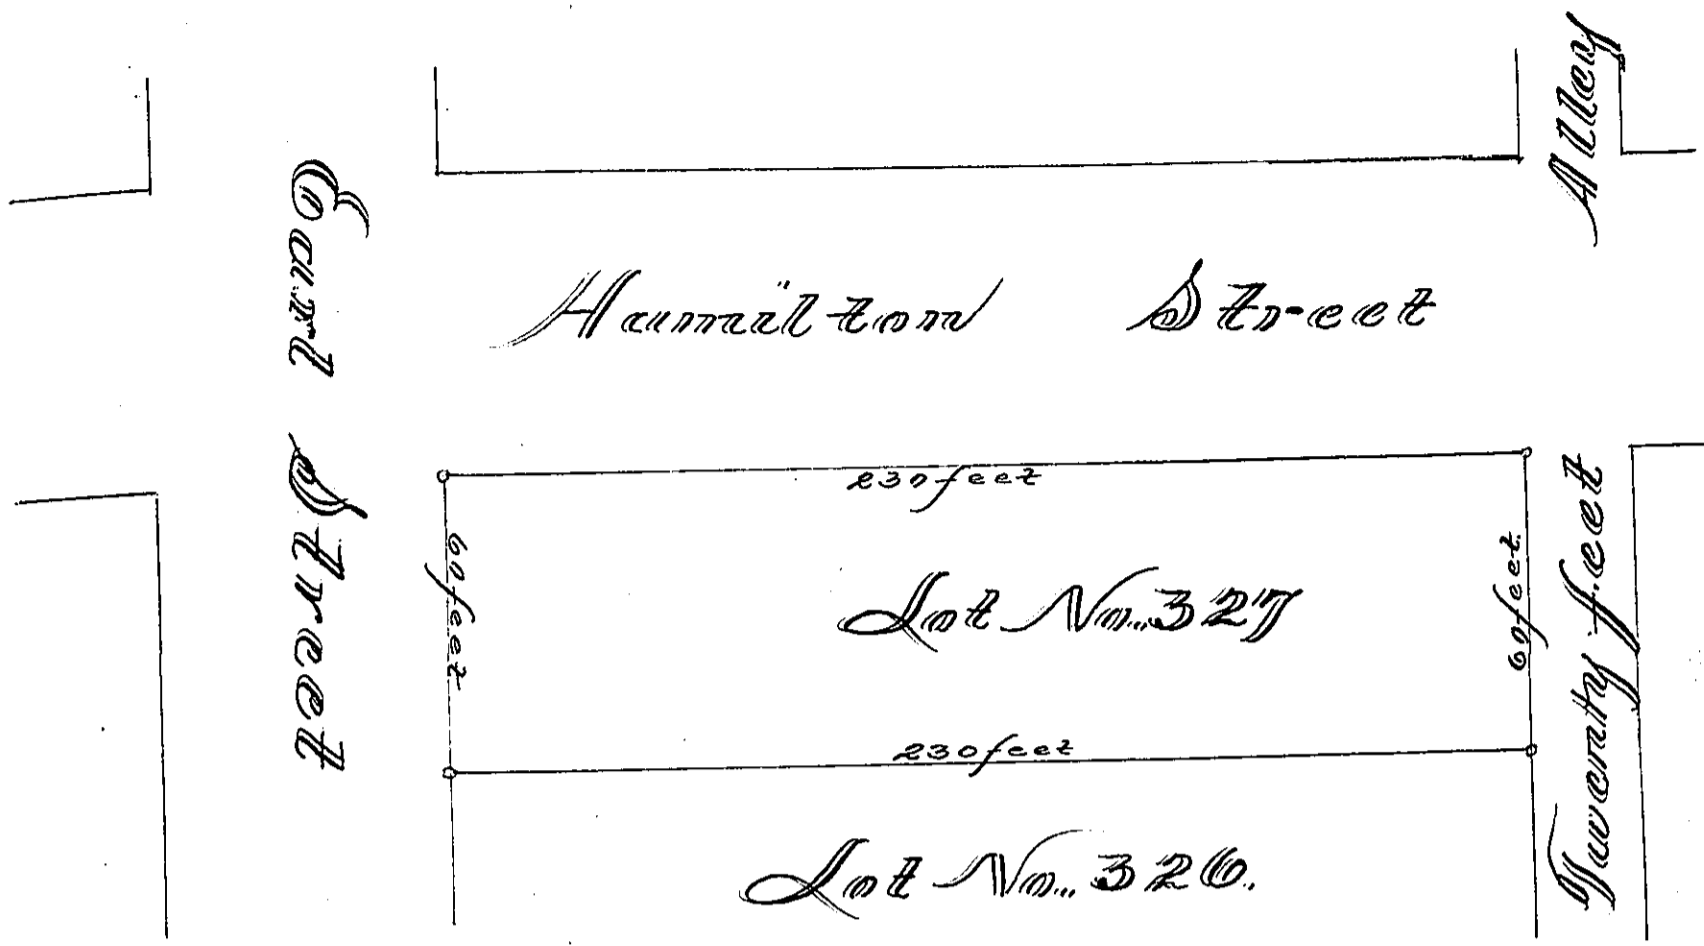 Earl Street
Hamilton Street
Twenty feet Alley
230 feet
60 feet
Lot No. 327
60 feet.
230 feet
Lot No. 326.